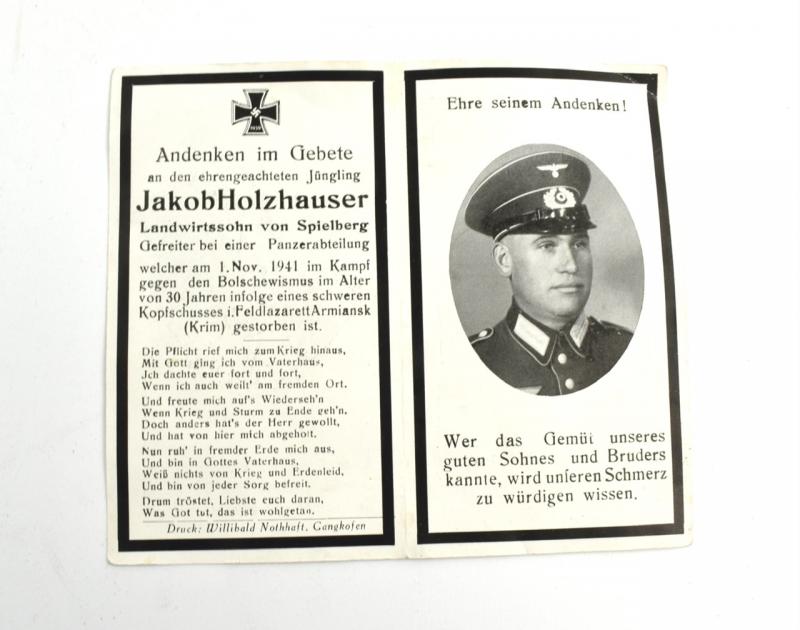 1939
Andenken im Gebete
an den ehrengeachteten Jüngling
Jakob Holzhauser
Landwirtssohn von Spielberg
Gefreiter bei einer Panzerabteilung
welcher am 1. Nov. 1941 im Kampf
gegen den Bolschewismus im Alter
von 30 Jahren infolge eines schweren
Kopfschusses i. Feldlazarett Armiansk
(Krim) gestorben ist.
Die Pflicht rief mich zum Krieg hinaus,
Mit Gott ging ich vom Vaterhaus,
Jch dachte euer fort und fort,
Wenn ich auch weilt' am fremden Ort.
Und freute mich auf's Wiederseh'n
Wenn Krieg und Sturm zu Ende geh'n.
Doch anders hat's der Herr gewollt,
Und hat von hier mich abgeholt.
Nun ruh' in fremder Erde mich aus,
Und bin in Gottes Vaterhaus,
Weiß nichts von Krieg und Erdenleid,
Und bin von jeder Sorg befreit.
Drum tröstet, Liebste euch daran,
Was Got tut, das ist wohlgetan.
Druck: Willibald Nothhaft, Gangkofen
Ehre seinem Andenken!
Wer das Gemüt unseres
guten Sohnes und Bruders
kannte, wird unseren Schmerz
zu würdigen wissen.